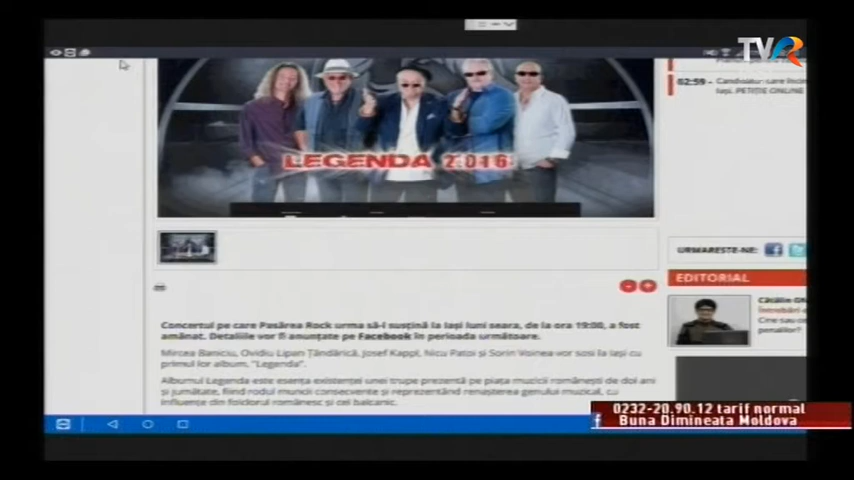 TVR
02:59 -
Iași. PETIȚIE ONLINE
LEGENDA 2016
URMARESTE-NE:
EDITORIAL
Concertul pe care Pasărea Rock urma să-l susțină la Iași luni seara, de la ora 19:00, a fost
amânat. Detaliile vor fi anunțate pe Facebook în perioada următoare.
Mircea Baniciu, Ovidiu Lipan Țăndărică, Josef Kappl, Nicu Patoi și Sorin Voinea vor sosi la Iași cu
primul lor album, "Legenda".
Albumul Legenda este esența existenței unei trupe prezentă pe piața muzicii românești de doi ani
și jumătate, fiind rodul muncii consecvente și reprezentând renașterea genului muzical, cu
influențe din folclorul românesc și cel balcanic.
Cătălin
Cine sau
penalilor?
0232-20.90.12 tarif normal
Buna Dimineata Moldova